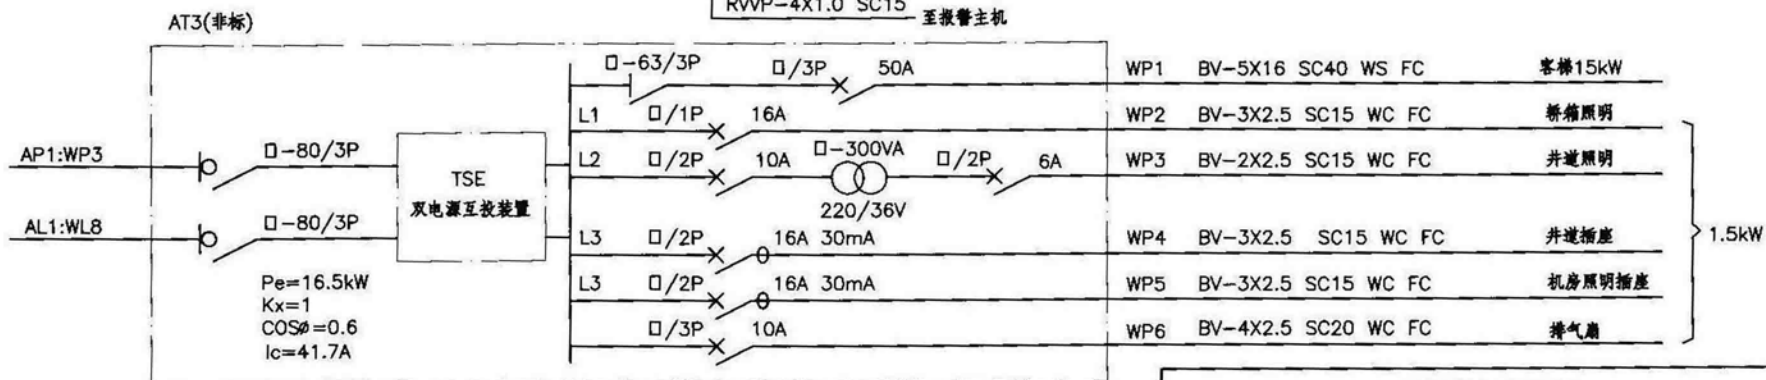 RVVP-4X1.0 SC15
至报警主机
AT3(非标)
□-63/3P □/3P 50A WP1 BV-5X16 SC40 WS FC 客梯15kW
L1 □/1P 16A WP2 BV-3X2.5 SC15 WC FC 桥箱照明
AP1:WP3 □-80/3P
TSE
双电源互投装置
L2 □/2P 10A □-300VA □/2P 6A WP3 BV-2X2.5 SC15 WC FC 井道照明
220/36V
AL1:WL8 □-80/3P
L3 □/2P 16A 30mA WP4 BV-3X2.5 SC15 WC FC 井道插座
1.5kW
L3 □/2P 16A 30mA WP5 BV-3X2.5 SC15 WC FC 机房照明插座
□/3P 10A WP6 BV-4X2.5 SC20 WC FC 排气扇
Pe=16.5kW
Kx=1
COSø=0.6
Ic=41.7A